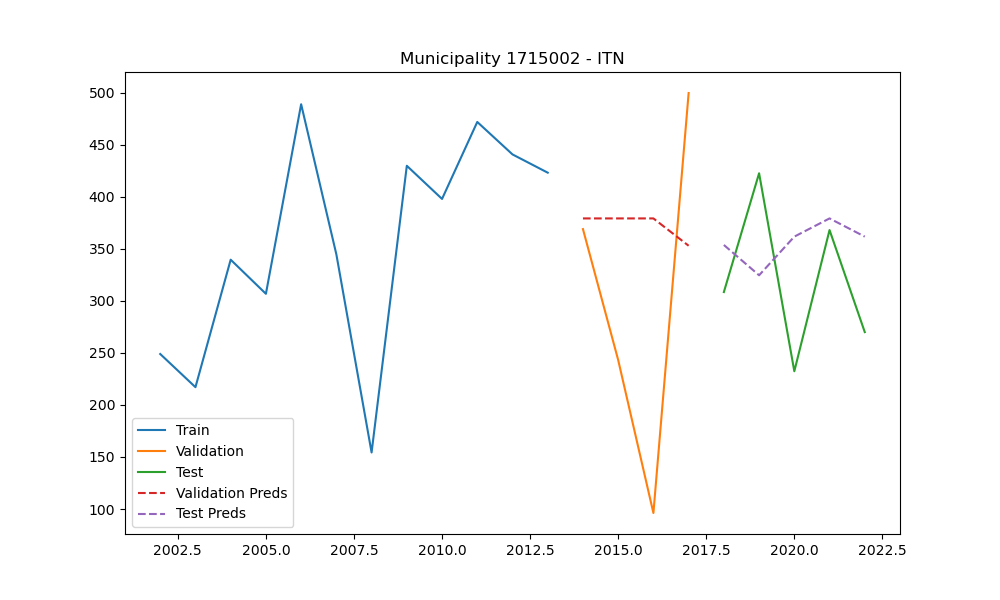 Municipality 1715002 - ITN
500
450
400
350
300
250
200
150
100
Train
Validation
Test
Validation Preds
Test Preds
2002.5 2005.0 2007.5 2010.0 2012.5 2015.0 2017.5 2020.0 2022.5